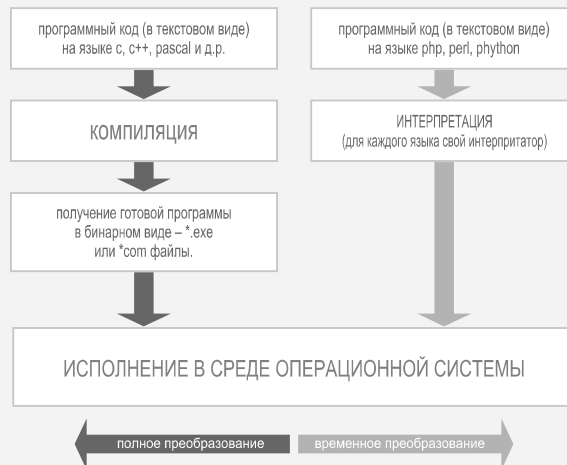 программный код (в текстовом виде)
на языке с, с++, pascal и д.р.
программный код (в текстовом виде)
на языке php, perl, phython
КОМПИЛЯЦИЯ
ИНТЕРПРЕТАЦИЯ
(для каждого языка свой интерпритатор)
получение готовой программы
в бинарном виде – *.exe
или *com файлы.
ИСПОЛНЕНИЕ В СРЕДЕ ОПЕРАЦИОННОЙ СИСТЕМЫ
полное преобразование
временное преобразование